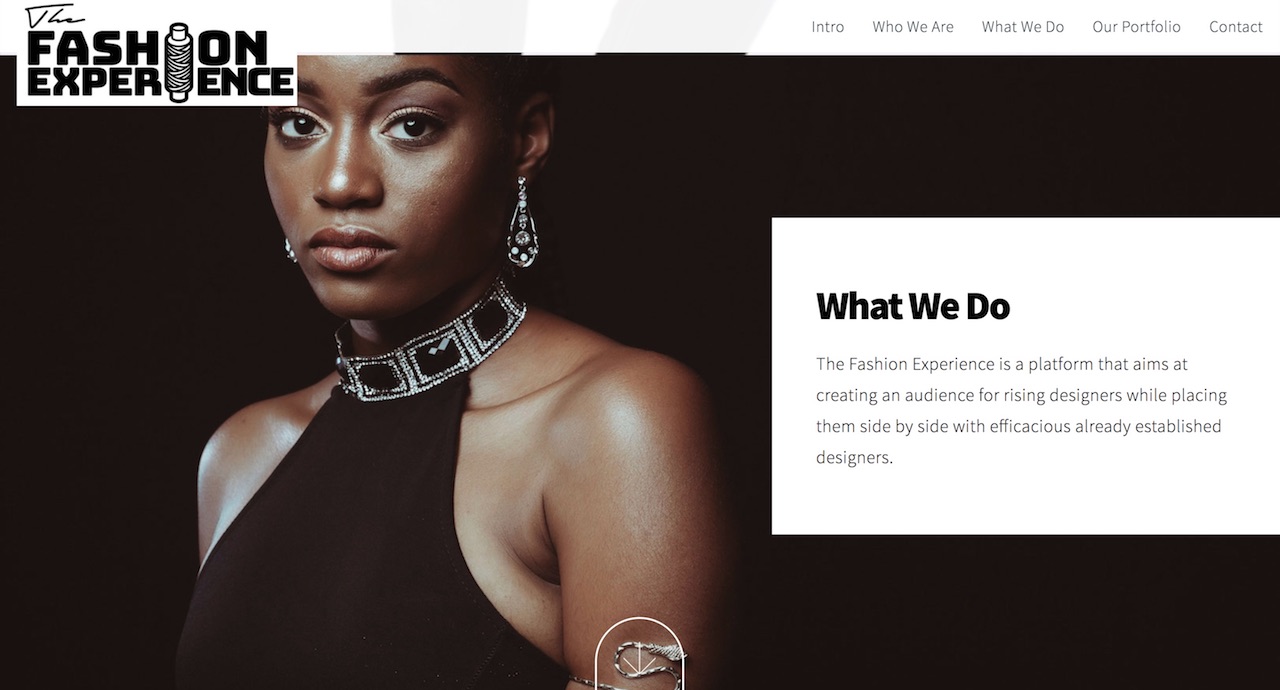 The
FASHION
EXPERIENCE
Intro
Who We Are
What We Do
Our Portfolio
Contact
What We Do
The Fashion Experience is a platform that aims at
creating an audience for rising designers while placing
them side by side with efficacious already established
designers.